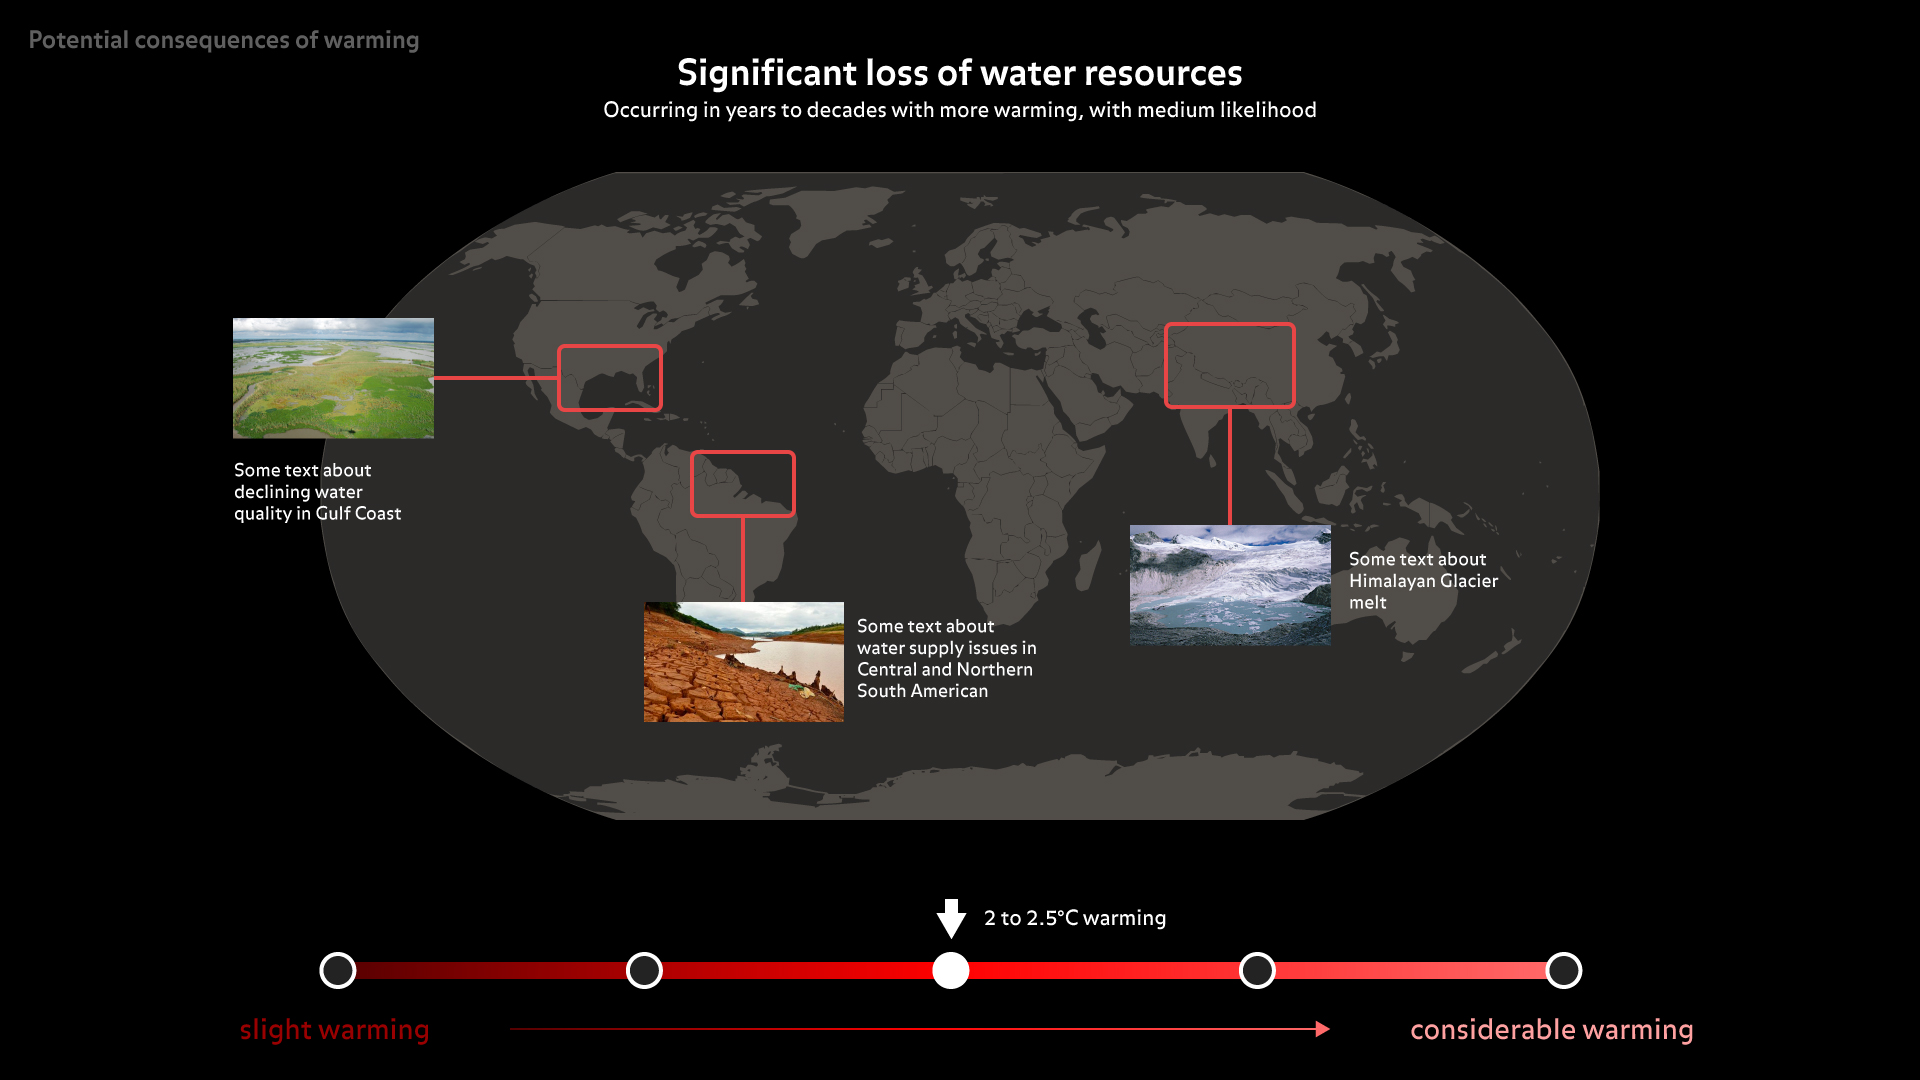 Potential consequences of warming
Significant loss of water resources
Occurring in years to decades with more warming, with medium likelihood
Some text about
declining water
quality in Gulf Coast
Some text about
water supply issues in
Central and Northern
South American
Some text about
Himalayan Glacier
melt
2 to 2.5°C warming
slight warming
considerable warming